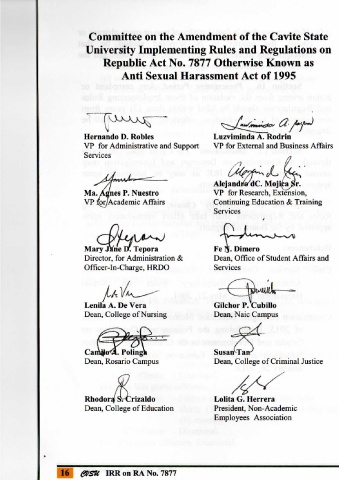 Committee on the Amendment of the Cavite State
University Implementing Rules and Regulations on
Republic Act No. 7877 Otherwise Known as
Anti Sexual Harassment Act of 1995
Hernando D. Robles
VP for Administrative and Support
Services
Luzviminda A. Rodrin
VP for External and Business Affairs
Ma. Agnes P. Nuestro
VP for Academic Affairs
Alejandro dC. Mojica Sr.
VP for Research, Extension,
Continuing Education & Training
Services
Mary Jane D. Tepora
Director, for Administration &
Officer-In-Charge, HRDO
Fe N. Dimero
Dean, Office of Student Affairs and
Services
Lenila A. De Vera
Dean, College of Nursing
Gilchor P. Cubillo
Dean, Naic Campus
Camilo A. Polinga
Dean, Rosario Campus
Susan Tan
Dean, College of Criminal Justice
Rhodora S. Crizaldo
Dean, College of Education
Lolita G. Herrera
President, Non-Academic
Employees Association
16 CvSU IRR on RA No. 7877